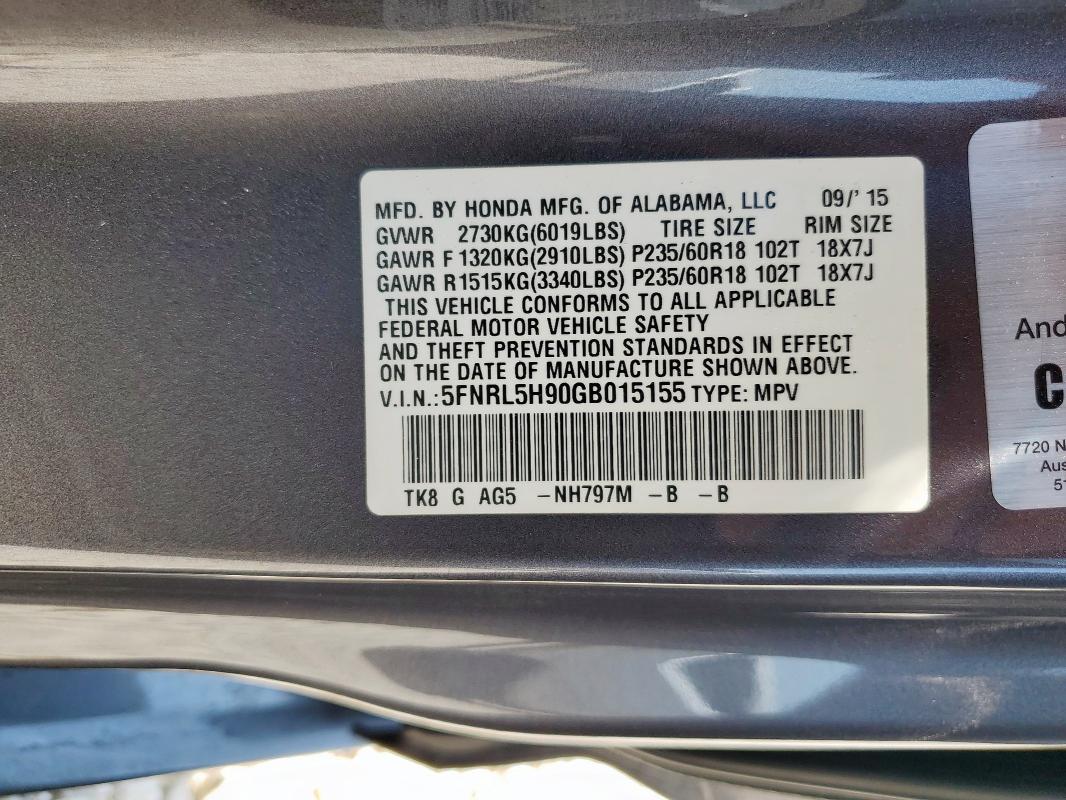 MFD. BY HONDA MFG. OF ALABAMA, LLC 09/' 15
GVWR 2730KG(6019LBS) TIRE SIZE RIM SIZE
GAWR F 1320KG(2910LBS) P235/60R18 102T 18X7J
GAWR R1515KG(3340LBS) P235/60R18 102T 18X7J
THIS VEHICLE CONFORMS TO ALL APPLICABLE
FEDERAL MOTOR VEHICLE SAFETY
AND THEFT PREVENTION STANDARDS IN EFFECT
ON THE DATE OF MANUFACTURE SHOWN ABOVE.
V.I.N.: 5FNRL5H90GB015155 TYPE: MPV
TK8 G AG5 -NH797M -B -B
And
C
7720 N
Aus
51